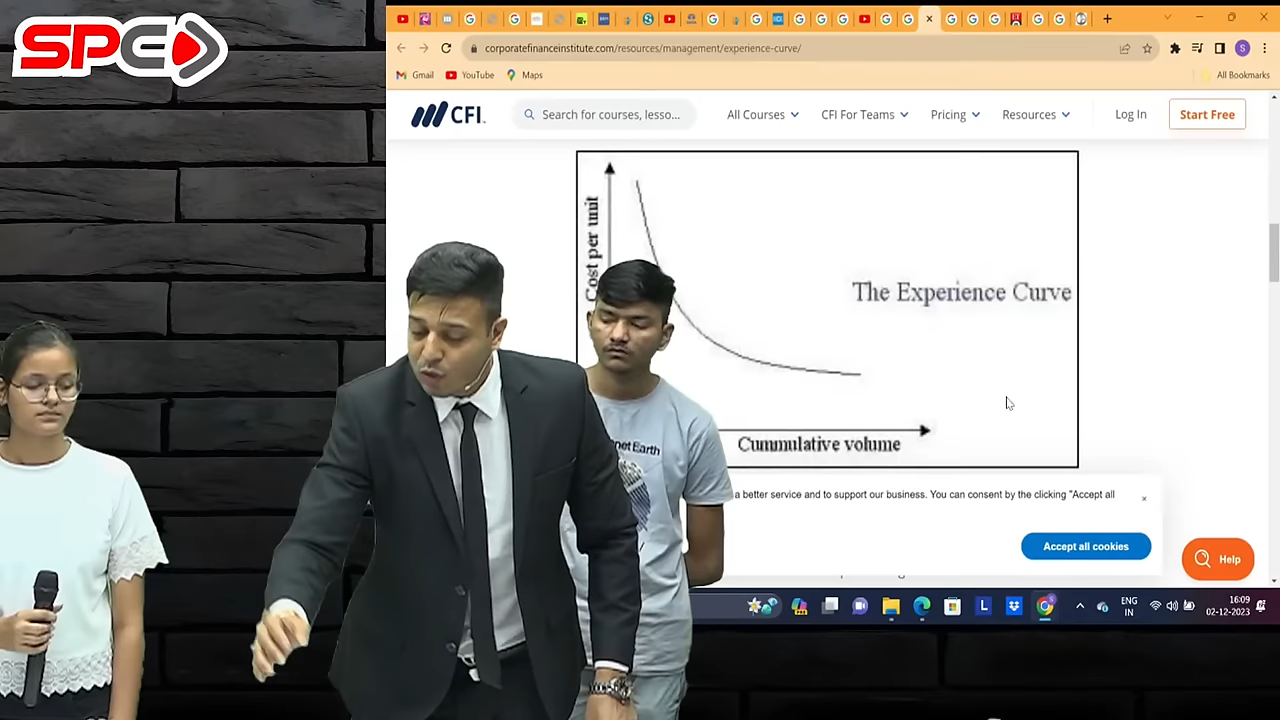 SPC
corporatefinanceinstitute.com/resources/management/experience-curve/
S
Gmail YouTube Maps All Bookmarks
CFI.
Search for courses, lesso...
All Courses CFI For Teams Pricing Resources Log In Start Free
Cost per unit
The Experience Curve
Cummulative volume
net Earth
a better service and to support our business. You can consent by the clicking "Accept all
Accept all cookies
Help
ENG
IN
16:09
02-12-2023